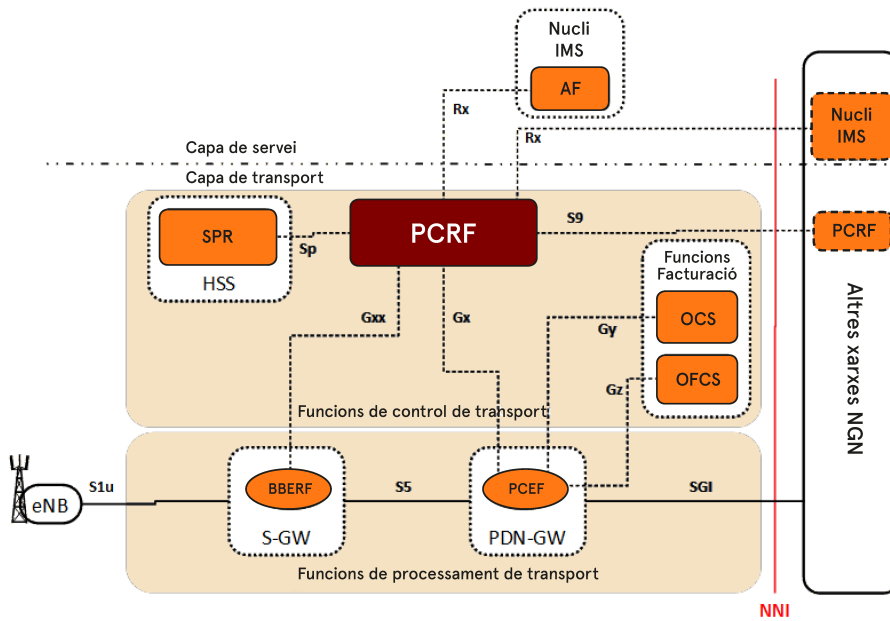 Nucli
IMS
AF
Rx
Rx
Nucli
IMS
Capa de servei
Capa de transport
SPR
HSS
Sp
PCRF
S9
PCRF
Funcions
Facturació
OCS
OFCS
Gxx
Gx
Gy
Gz
Funcions de control de transport
Altres xarxes NGN
eNB
S1u
BBERF
S-GW
S5
PCEF
PDN-GW
SGI
Funcions de processament de transport
NNI